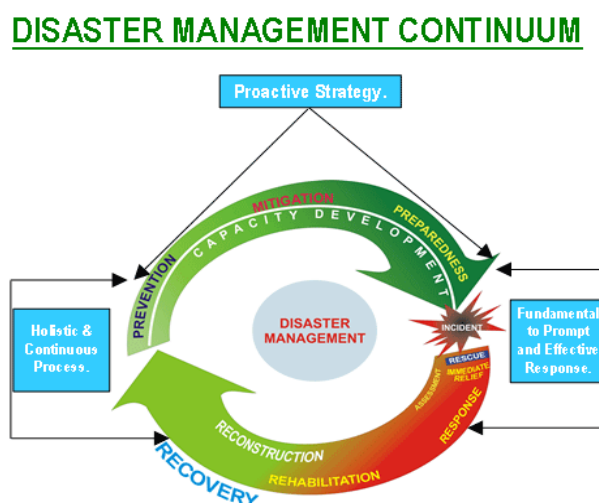 DISASTER MANAGEMENT CONTINUUM
Proactive Strategy.
MITIGATION
CAPACITY DEVELOPMENT
PREPAREDNESS
PREVENTION
Holistic &
Continuous
Process.
DISASTER
MANAGEMENT
INCIDENT
Fundamental
to Prompt
and Effective
Response.
RESCUE
IMMEDIATE
RELIEF
ASSESSMENT
RESPONSE
RECONSTRUCTION
REHABILITATION
RECOVERY